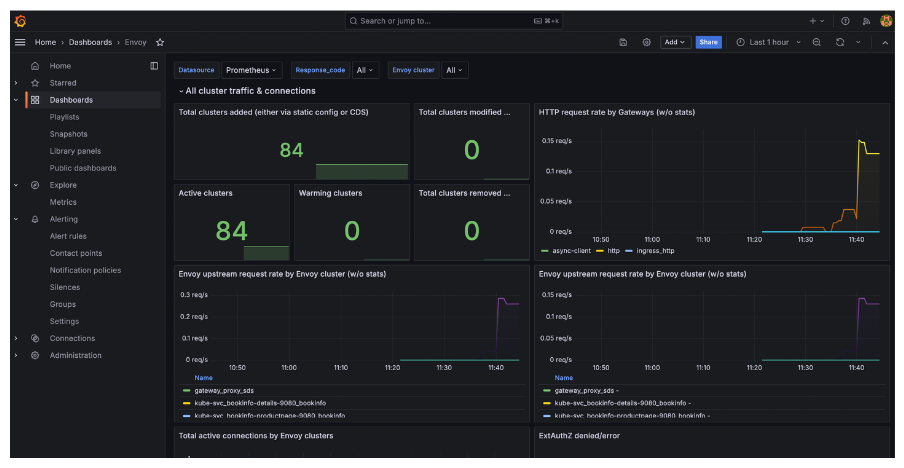 Search or jump to...
⌘+k
Home › Dashboards › Envoy
Add
Share
Last 1 hour
Home
Starred
Dashboards
Playlists
Snapshots
Library panels
Public dashboards
Explore
Metrics
Alerting
Alert rules
Contact points
Notification policies
Silences
Groups
Settings
Connections
Administration
Datasource
Prometheus
Response_code
All
Envoy cluster
All
All cluster traffic & connections
Total clusters added (either via static config or CDS)
84
Total clusters modified ...
0
Active clusters
84
Warming clusters
0
Total clusters removed ...
0
HTTP request rate by Gateways (w/o stats)
0.15 req/s
0.1 req/s
0.05 req/s
0 req/s
10:50 11:00 11:10 11:20 11:30 11:40
async-client http ingress_http
Envoy upstream request rate by Envoy cluster (w/o stats)
0.3 req/s
0.2 req/s
0.1 req/s
0 req/s
10:50 11:00 11:10 11:20 11:30 11:40
Name
gateway_proxy_sds
kube-svc_bookinfo-details-9080_bookinfo
kube-svc_bookinfo-productpage-9080_bookinfo
Envoy upstream request rate by Envoy cluster (w/o stats)
0.15 req/s
0.1 req/s
0.05 req/s
0 req/s
10:50 11:00 11:10 11:20 11:30 11:40
Name
gateway_proxy_sds -
kube-svc_bookinfo-details-9080_bookinfo -
kube-svc_bookinfo-productpage-9080_bookinfo -
Total active connections by Envoy clusters
ExtAuthZ denied/error